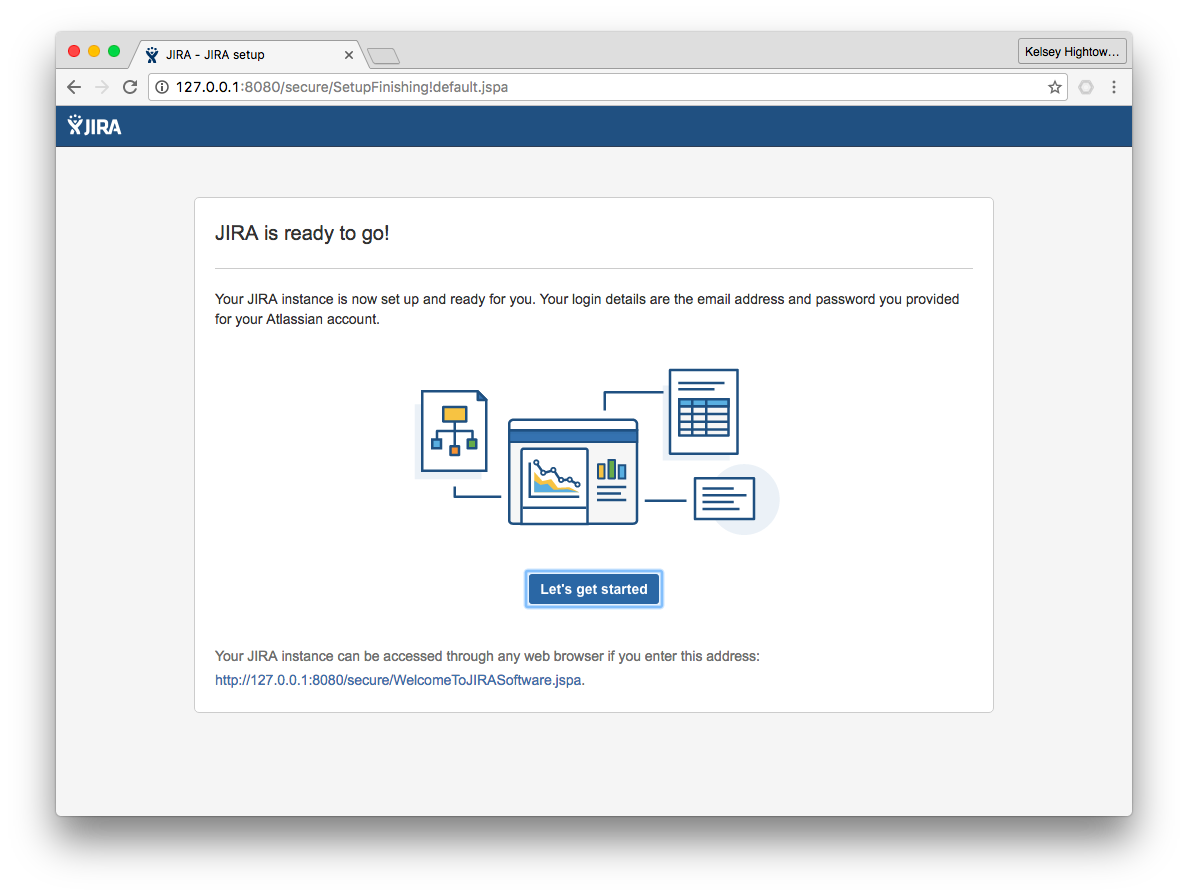 JIRA - JIRA setup
Kelsey Hightow...
127.0.0.1:8080/secure/SetupFinishing!default.jspa
JIRA
JIRA is ready to go!
Your JIRA instance is now set up and ready for you. Your login details are the email address and password you provided
for your Atlassian account.
Let's get started
Your JIRA instance can be accessed through any web browser if you enter this address:
http://127.0.0.1:8080/secure/WelcomeToJIRASoftware.jspa.